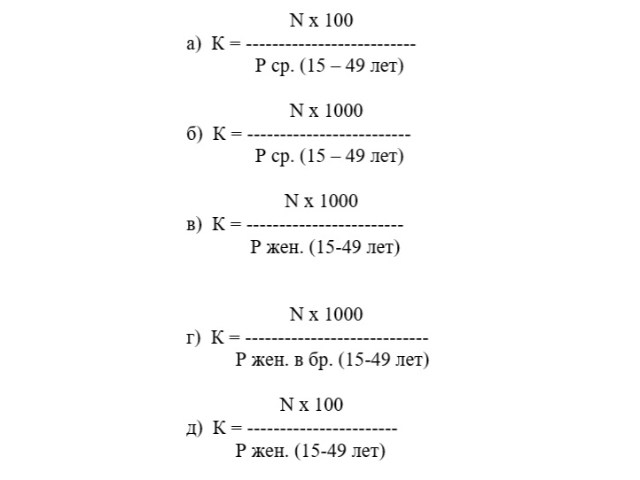 N х 100
а) К = --------------------------
Р ср. (15 – 49 лет)
N х 1000
б) К = -------------------------
Р ср. (15 – 49 лет)
N х 1000
в) К = ------------------------
Р жен. (15-49 лет)
N х 1000
г) К = ----------------------------
Р жен. в бр. (15-49 лет)
N х 100
д) К = -----------------------
Р жен. (15-49 лет)